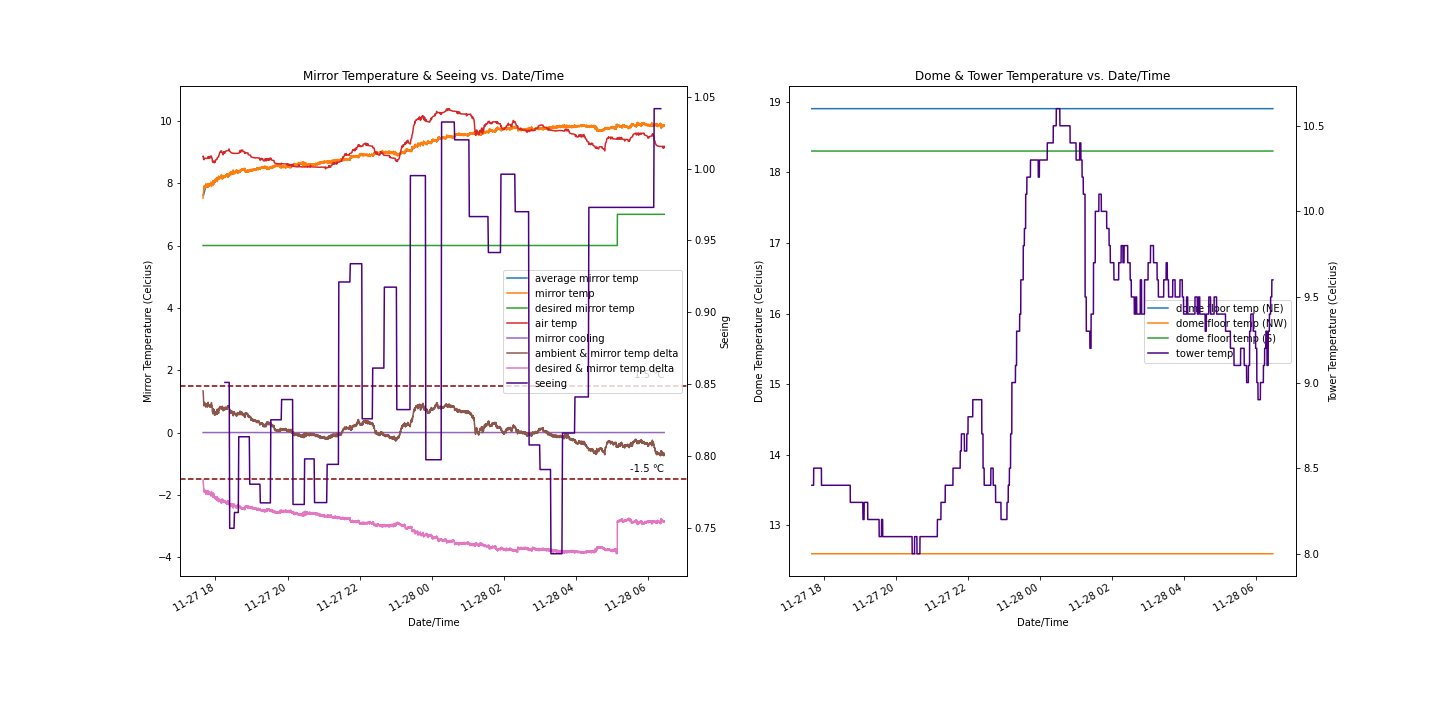 Mirror Temperature & Seeing vs. Date/Time
Mirror Temperature (Celcius)
10
8
6
4
2
0
−2
−4
1.05
1.00
0.95
0.90
0.85
0.80
0.75
Seeing
average mirror temp
mirror temp
desired mirror temp
air temp
mirror cooling
ambient & mirror temp delta
desired & mirror temp delta
seeing
1.5 ℃
-1.5 ℃
11-27 18
11-27 20
11-27 22
11-28 00
11-28 02
11-28 04
11-28 06
Date/Time
Dome & Tower Temperature vs. Date/Time
Dome Temperature (Celcius)
19
18
17
16
15
14
13
10.5
10.0
9.5
9.0
8.5
8.0
Tower Temperature (Celcius)
dome floor temp (NE)
dome floor temp (NW)
dome floor temp (S)
tower temp
11-27 18
11-27 20
11-27 22
11-28 00
11-28 02
11-28 04
11-28 06
Date/Time